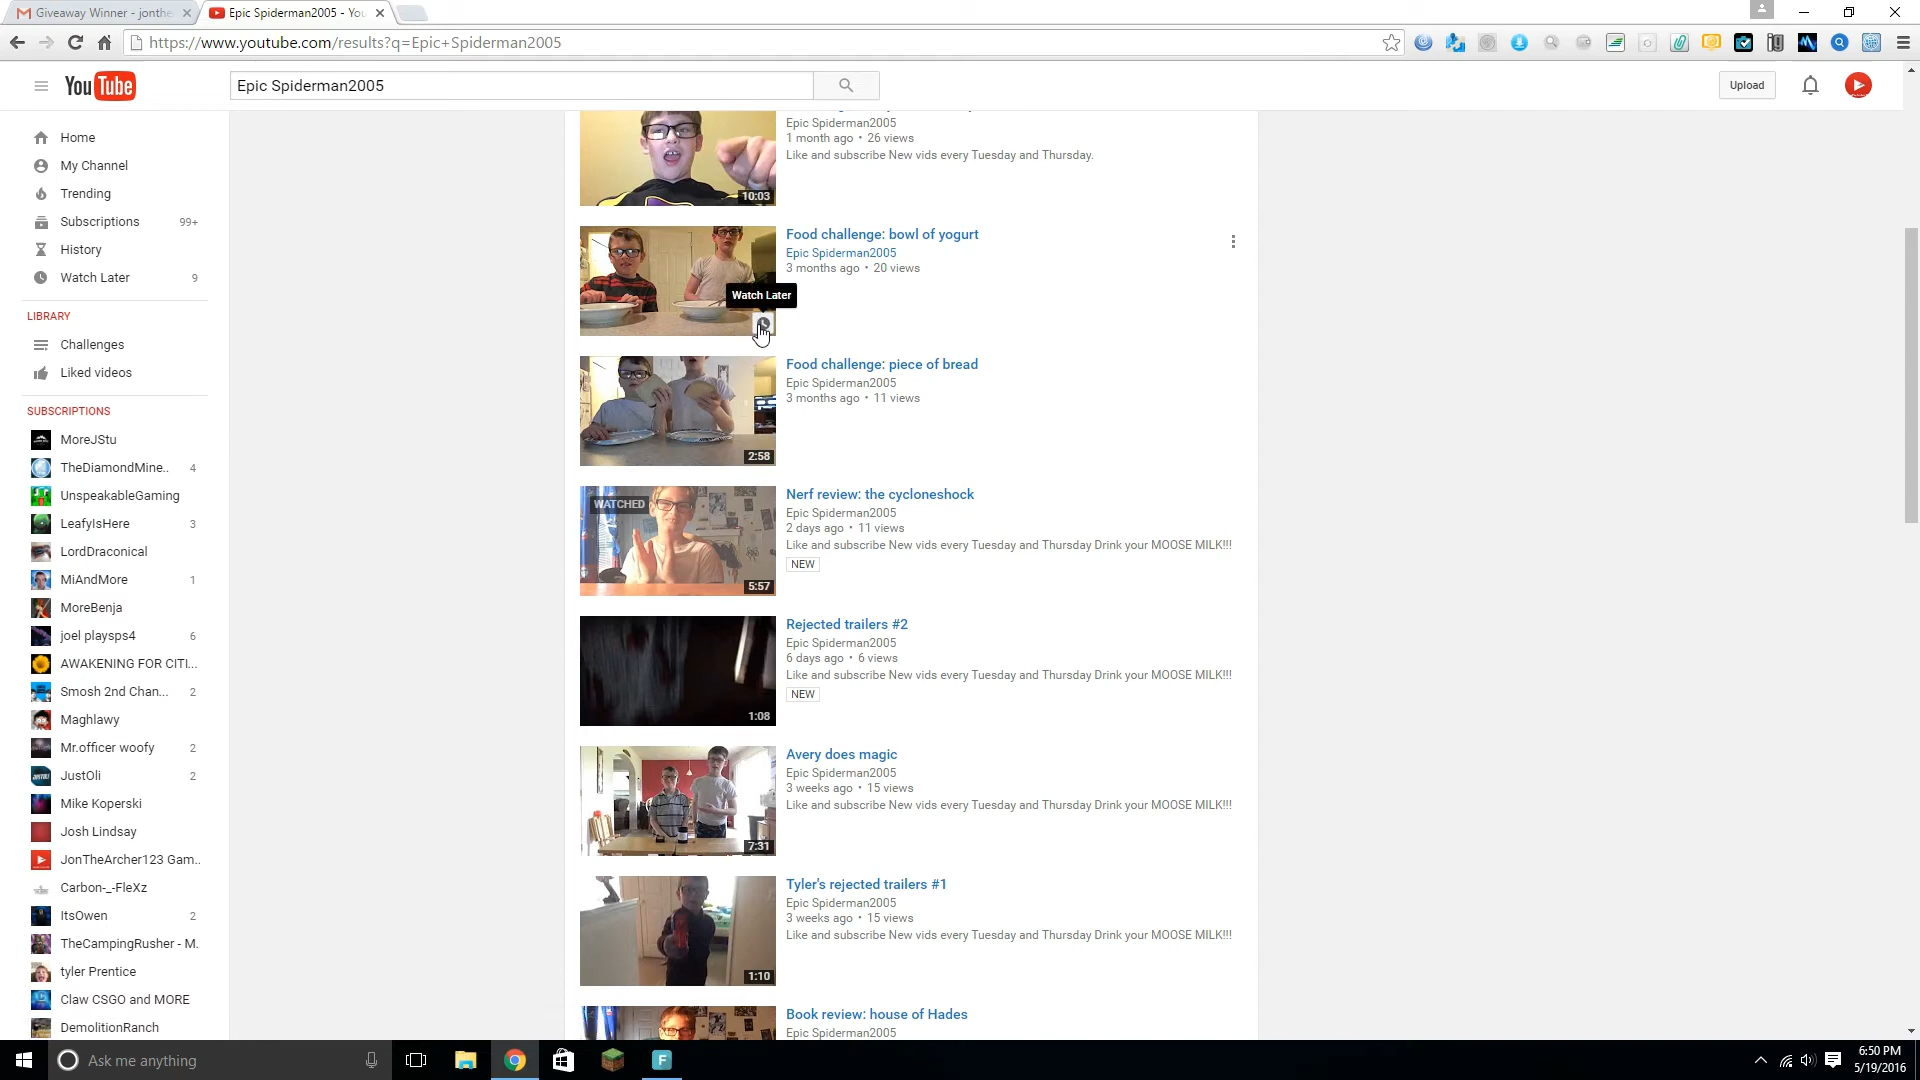 Giveaway Winner - jonthe
Epic Spiderman2005 - You
https://www.youtube.com/results?q=Epic+Spiderman2005
YouTube
Epic Spiderman2005
Upload
Home
My Channel
Trending
Subscriptions 99+
History
Watch Later 9
LIBRARY
Challenges
Liked videos
SUBSCRIPTIONS
MoreJStu
TheDiamondMine.. 4
UnspeakableGaming
LeafyIsHere 3
LordDraconical
MiAndMore 1
MoreBenja
joel playsps4 6
AWAKENING FOR CITI...
Smosh 2nd Chan... 2
Maghlawy
Mr.officer woofy 2
JustOli 2
Mike Koperski
Josh Lindsay
JonTheArcher123 Gam..
Carbon-_-FleXz
ItsOwen 2
TheCampingRusher - M.
tyler Prentice
Claw CSGO and MORE
DemolitionRanch
Epic Spiderman2005
1 month ago • 26 views
Like and subscribe New vids every Tuesday and Thursday.
10:03
Food challenge: bowl of yogurt
Epic Spiderman2005
3 months ago • 20 views
Watch Later
Food challenge: piece of bread
Epic Spiderman2005
3 months ago • 11 views
2:58
WATCHED
Nerf review: the cycloneshock
Epic Spiderman2005
2 days ago • 11 views
Like and subscribe New vids every Tuesday and Thursday Drink your MOOSE MILK!!!
NEW
5:57
Rejected trailers #2
Epic Spiderman2005
6 days ago • 6 views
Like and subscribe New vids every Tuesday and Thursday Drink your MOOSE MILK!!!
NEW
1:08
Avery does magic
Epic Spiderman2005
3 weeks ago • 15 views
Like and subscribe New vids every Tuesday and Thursday Drink your MOOSE MILK!!!
7:31
Tyler's rejected trailers #1
Epic Spiderman2005
3 weeks ago • 15 views
Like and subscribe New vids every Tuesday and Thursday Drink your MOOSE MILK!!!
1:10
Book review: house of Hades
Epic Spiderman2005
Ask me anything
6:50 PM
5/19/2016